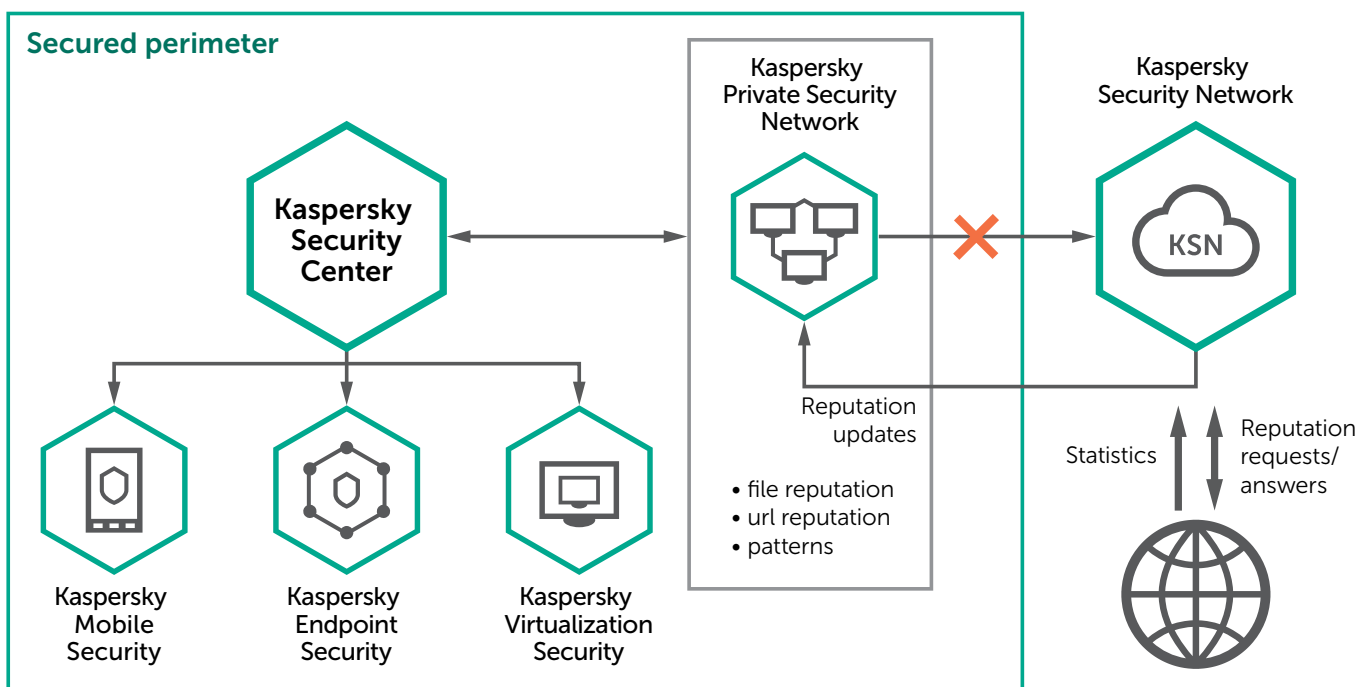 Secured perimeter
Kaspersky
Private Security
Network
Kaspersky
Security Network
Kaspersky
Security
Center
KSN
Reputation
updates
Statistics
Reputation
requests/
answers
• file reputation
• url reputation
• patterns
Kaspersky
Mobile
Security
Kaspersky
Endpoint
Security
Kaspersky
Virtualization
Security